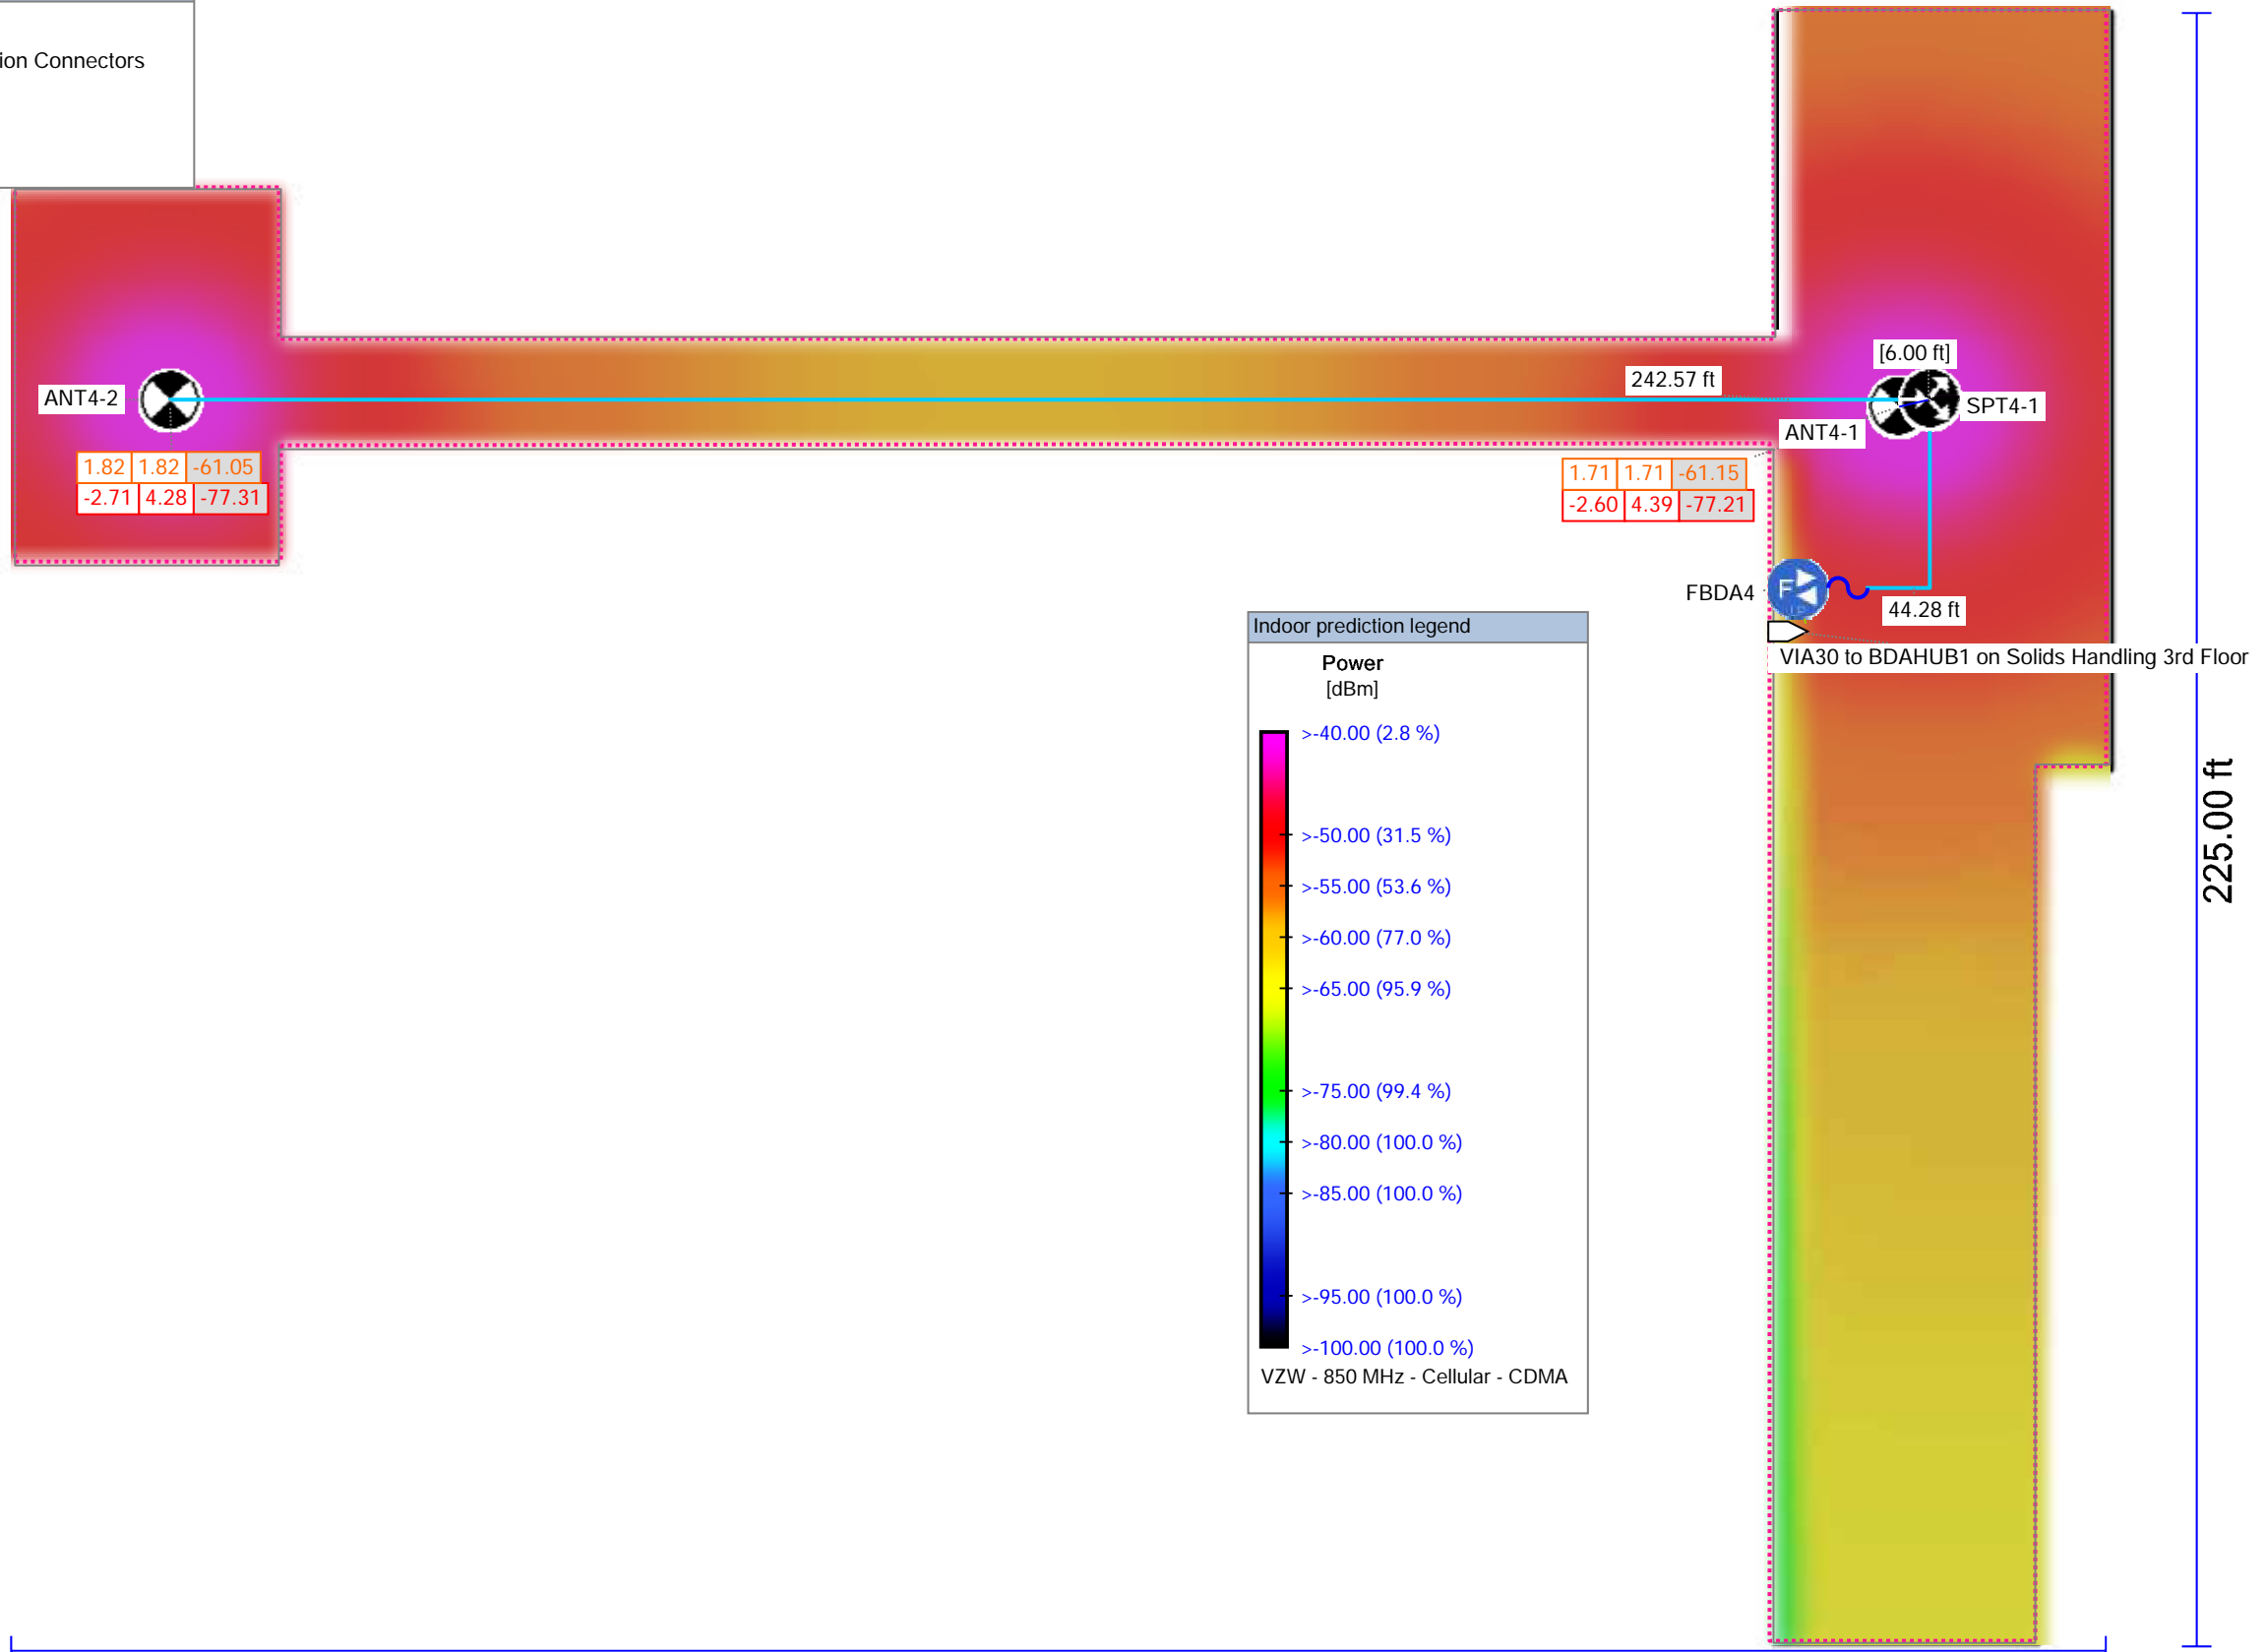 ion Connectors
[6.00 ft]
242.57 ft
ANT4-2
SPT4-1
ANT4-1
1.82 1.82 -61.05
-2.71 4.28 -77.31
1.71 1.71 -61.15
-2.60 4.39 -77.21
FBDA4
44.28 ft
VIA30 to BDAHUB1 on Solids Handling 3rd Floor
225.00 ft
Indoor prediction legend
Power
[dBm]
>-40.00 (2.8 %)
>-50.00 (31.5 %)
>-55.00 (53.6 %)
>-60.00 (77.0 %)
>-65.00 (95.9 %)
>-75.00 (99.4 %)
>-80.00 (100.0 %)
>-85.00 (100.0 %)
>-95.00 (100.0 %)
>-100.00 (100.0 %)
VZW - 850 MHz - Cellular - CDMA